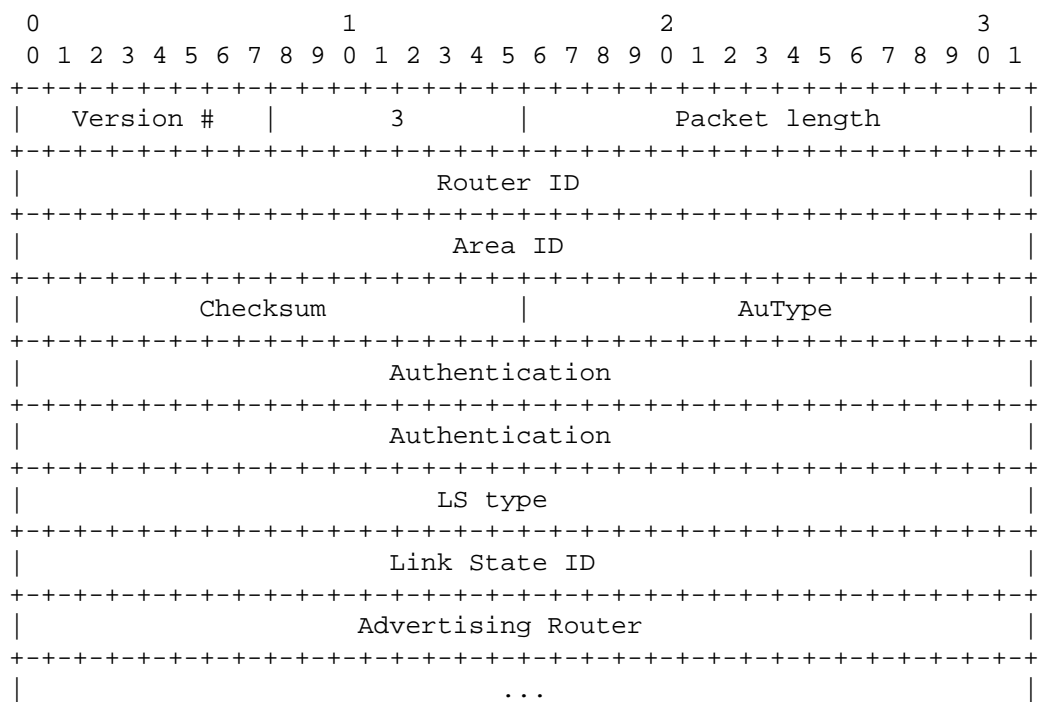 0                   1                   2                   3
 0 1 2 3 4 5 6 7 8 9 0 1 2 3 4 5 6 7 8 9 0 1 2 3 4 5 6 7 8 9 0 1
+-+-+-+-+-+-+-+-+-+-+-+-+-+-+-+-+-+-+-+-+-+-+-+-+-+-+-+-+-+-+-+-+
|   Version #   |       3       |         Packet length         |
+-+-+-+-+-+-+-+-+-+-+-+-+-+-+-+-+-+-+-+-+-+-+-+-+-+-+-+-+-+-+-+-+
|                          Router ID                            |
+-+-+-+-+-+-+-+-+-+-+-+-+-+-+-+-+-+-+-+-+-+-+-+-+-+-+-+-+-+-+-+-+
|                           Area ID                             |
+-+-+-+-+-+-+-+-+-+-+-+-+-+-+-+-+-+-+-+-+-+-+-+-+-+-+-+-+-+-+-+-+
|           Checksum            |             AuType            |
+-+-+-+-+-+-+-+-+-+-+-+-+-+-+-+-+-+-+-+-+-+-+-+-+-+-+-+-+-+-+-+-+
|                       Authentication                          |
+-+-+-+-+-+-+-+-+-+-+-+-+-+-+-+-+-+-+-+-+-+-+-+-+-+-+-+-+-+-+-+-+
|                       Authentication                          |
+-+-+-+-+-+-+-+-+-+-+-+-+-+-+-+-+-+-+-+-+-+-+-+-+-+-+-+-+-+-+-+-+
|                          LS type                              |
+-+-+-+-+-+-+-+-+-+-+-+-+-+-+-+-+-+-+-+-+-+-+-+-+-+-+-+-+-+-+-+-+
|                       Link State ID                           |
+-+-+-+-+-+-+-+-+-+-+-+-+-+-+-+-+-+-+-+-+-+-+-+-+-+-+-+-+-+-+-+-+
|                     Advertising Router                        |
+-+-+-+-+-+-+-+-+-+-+-+-+-+-+-+-+-+-+-+-+-+-+-+-+-+-+-+-+-+-+-+-+
|                              ...                              |